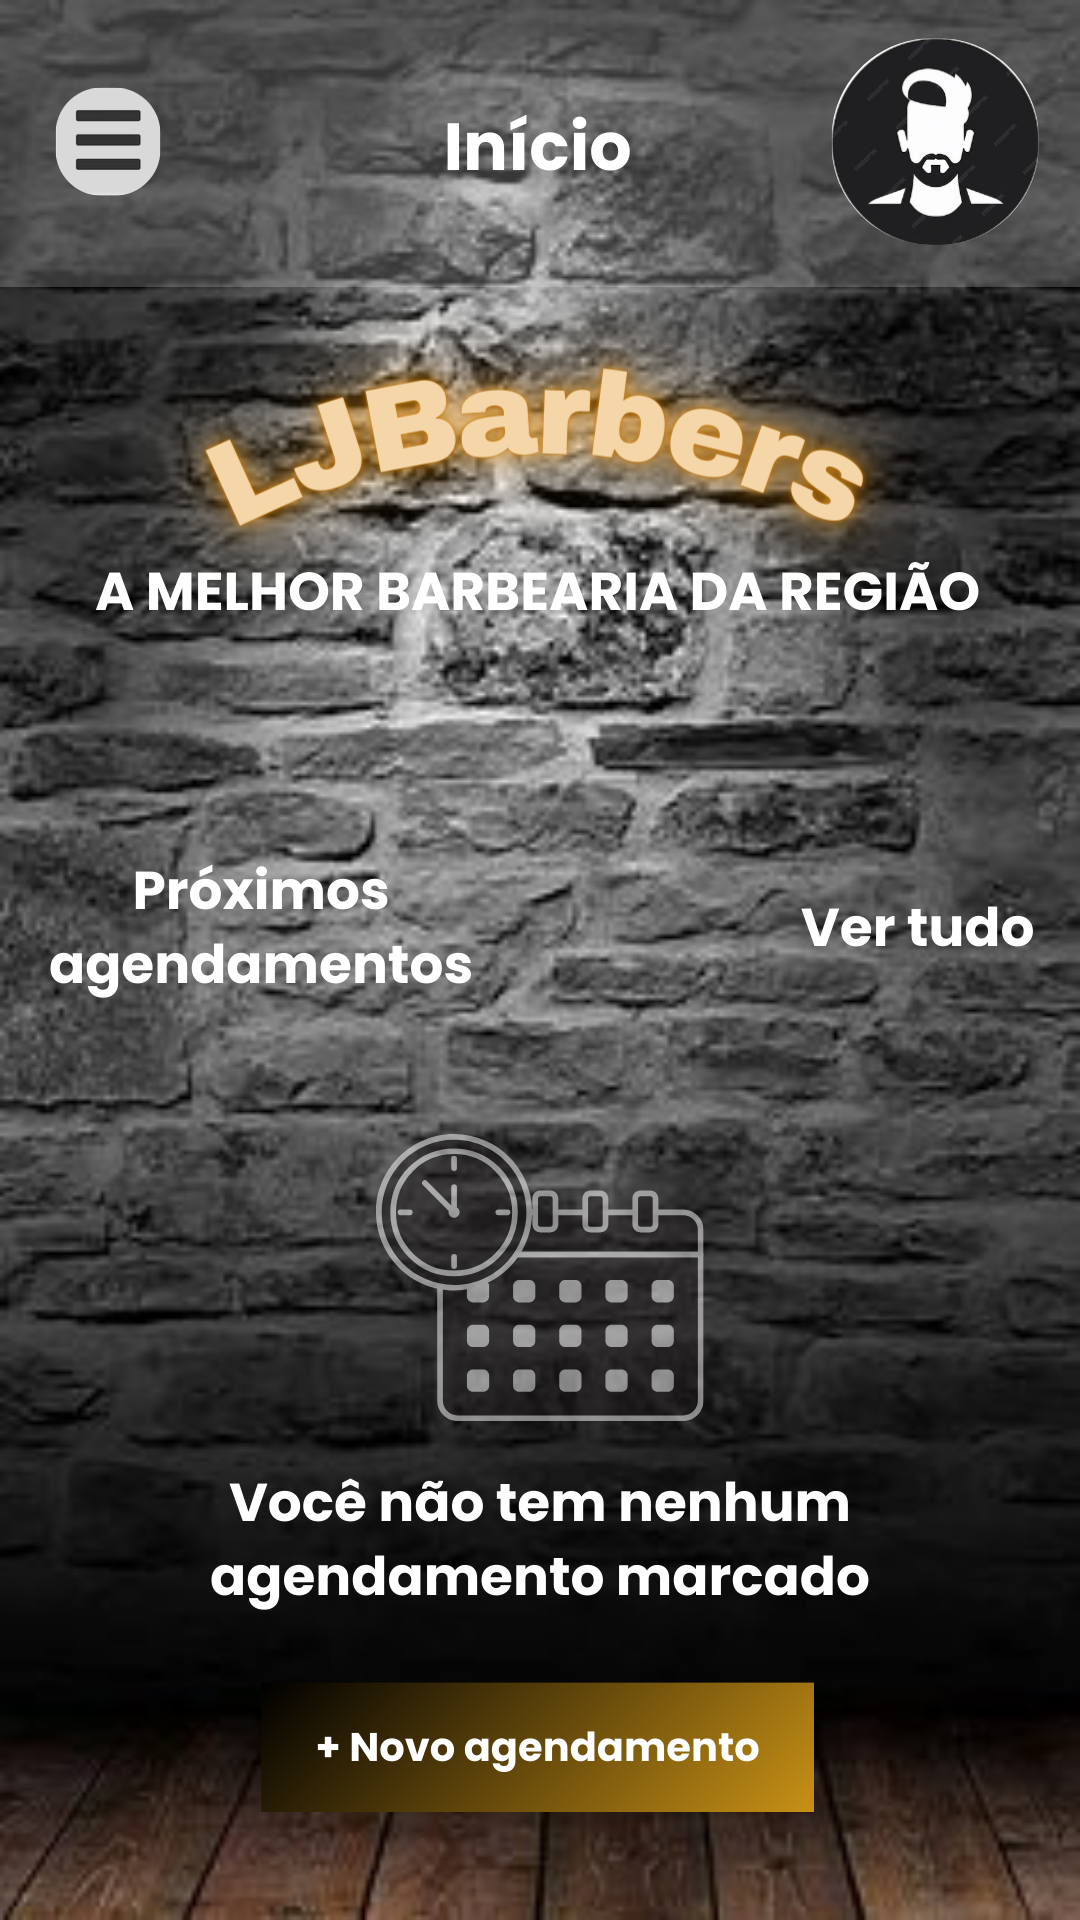 Início
LJBarbers
A MELHOR BARBEARIA DA REGIÃO
Próximos
agendamentos
Ver tudo
Você não tem nenhum
agendamento marcado
+ Novo agendamento